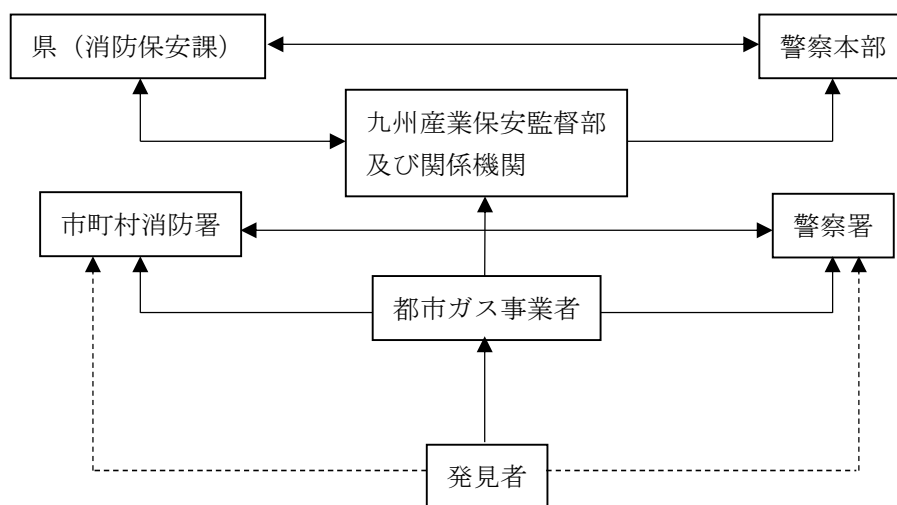 県（消防保安課）
警察本部
九州産業保安監督部
及び関係機関
市町村消防署
警察署
都市ガス事業者
発見者